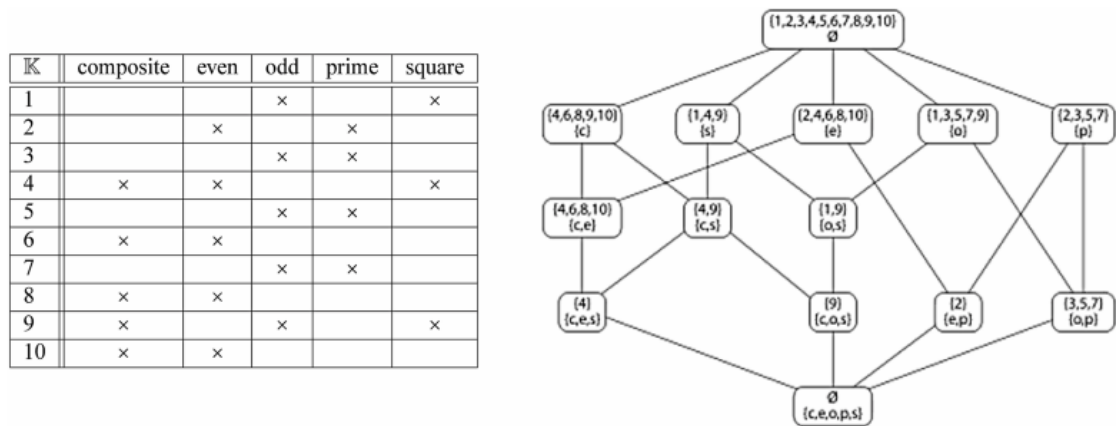 𝕂 composite even odd prime square
1 × ×
2 × ×
3 × ×
4 × × ×
5 × ×
6 × ×
7 × ×
8 × ×
9 × × ×
10 × ×
{1,2,3,4,5,6,7,8,9,10}
Ø
{4,6,8,9,10}
{c}
{1,4,9}
{s}
{2,4,6,8,10}
{e}
{1,3,5,7,9}
{o}
{2,3,5,7}
{p}
{4,6,8,10}
{c,e}
{4,9}
{c,s}
{1,9}
{o,s}
{4}
{c,e,s}
{9}
{c,o,s}
{2}
{e,p}
{3,5,7}
{o,p}
Ø
{c,e,o,p,s}